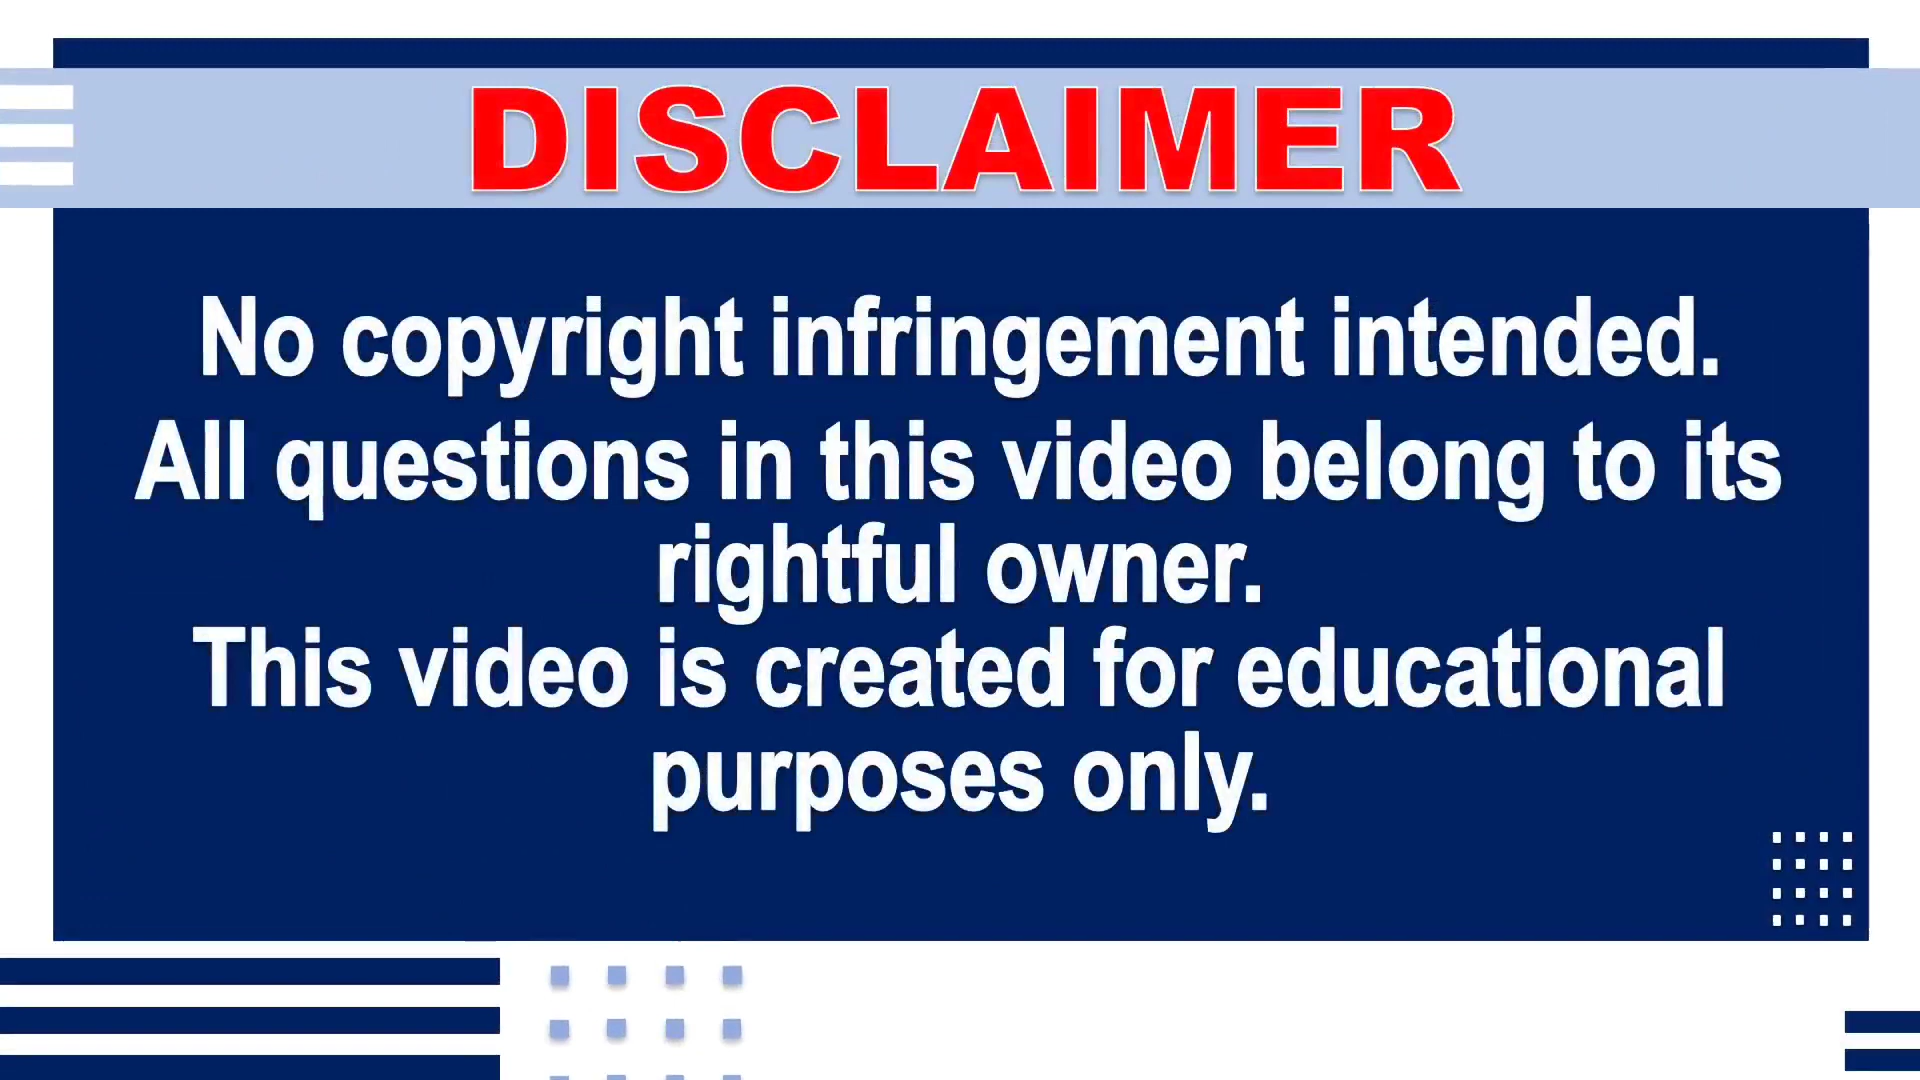 DISCLAIMER
No copyright infringement intended.
All questions in this video belong to its
rightful owner.
This video is created for educational
purposes only.